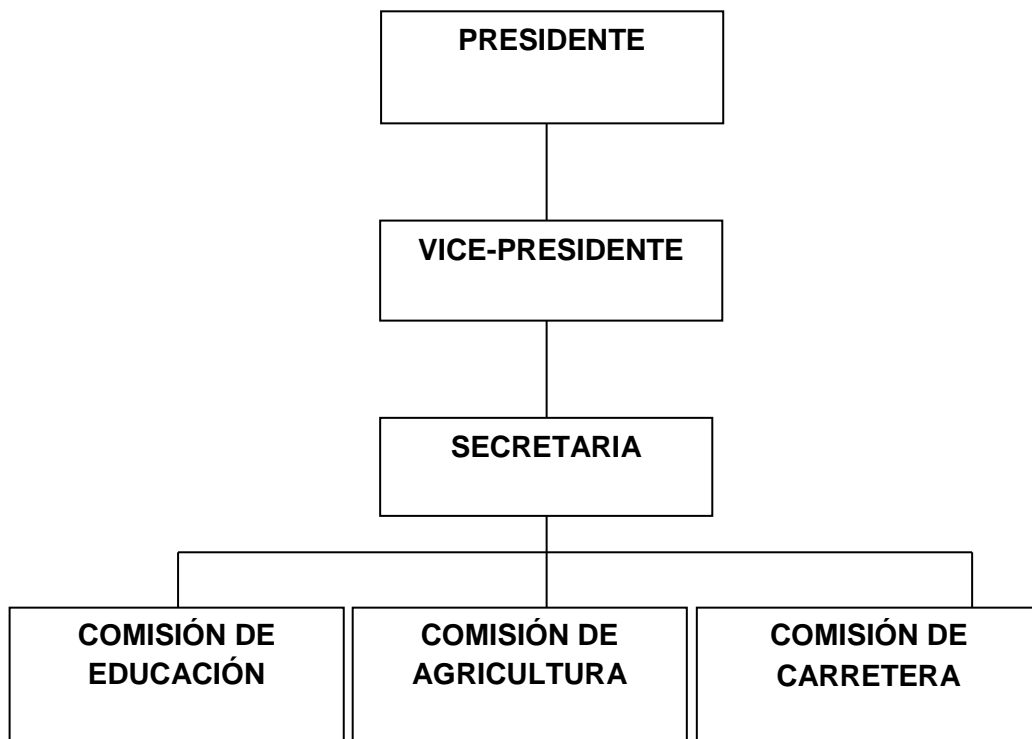 PRESIDENTE
VICE-PRESIDENTE
SECRETARIA
COMISIÓN DE
EDUCACIÓN
COMISIÓN DE
AGRICULTURA
COMISIÓN DE
CARRETERA